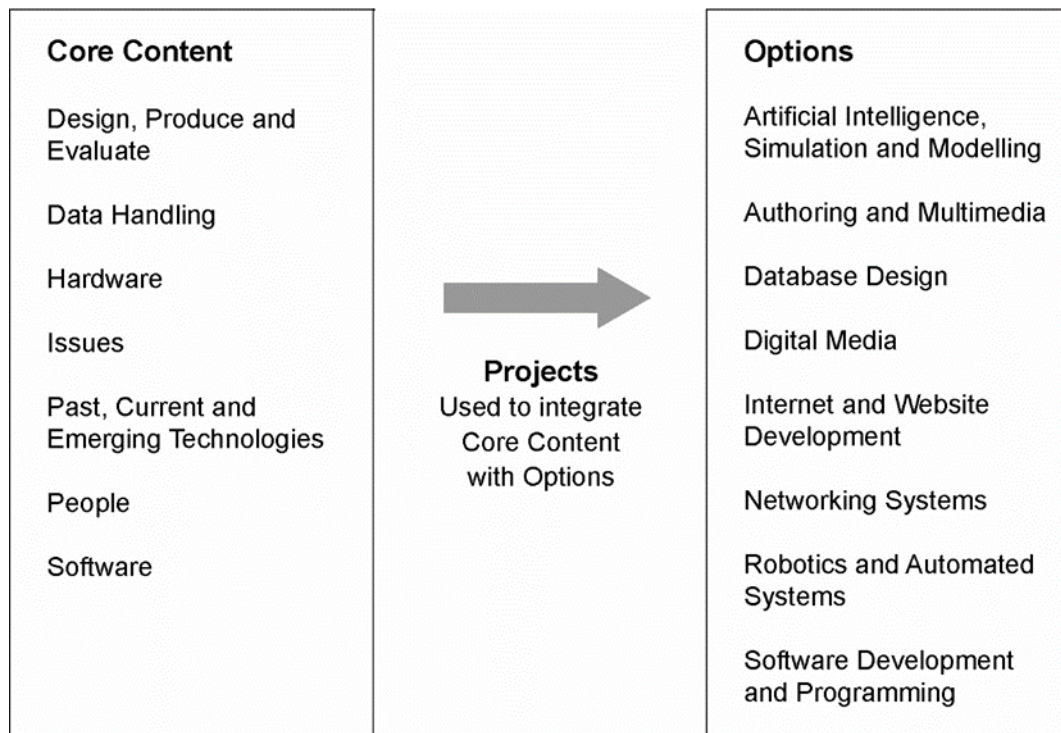 Core Content
Design, Produce and
Evaluate
Data Handling
Hardware
Issues
Past, Current and
Emerging Technologies
People
Software
Projects
Used to integrate
Core Content
with Options
Options
Artificial Intelligence,
Simulation and Modelling
Authoring and Multimedia
Database Design
Digital Media
Internet and Website
Development
Networking Systems
Robotics and Automated
Systems
Software Development
and Programming